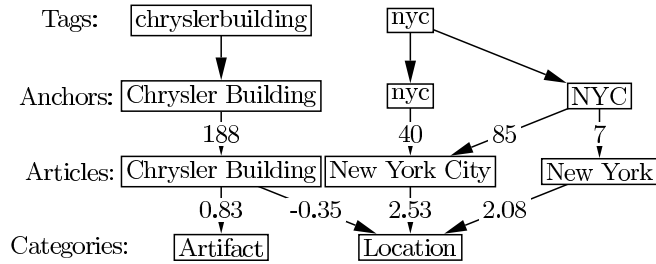 Tags: chryslerbuilding nyc
Anchors: Chrysler Building nyc NYC
188 40 85 7
Articles: Chrysler Building New York City New York
0.83 -0.35 2.53 2.08
Categories: Artifact Location